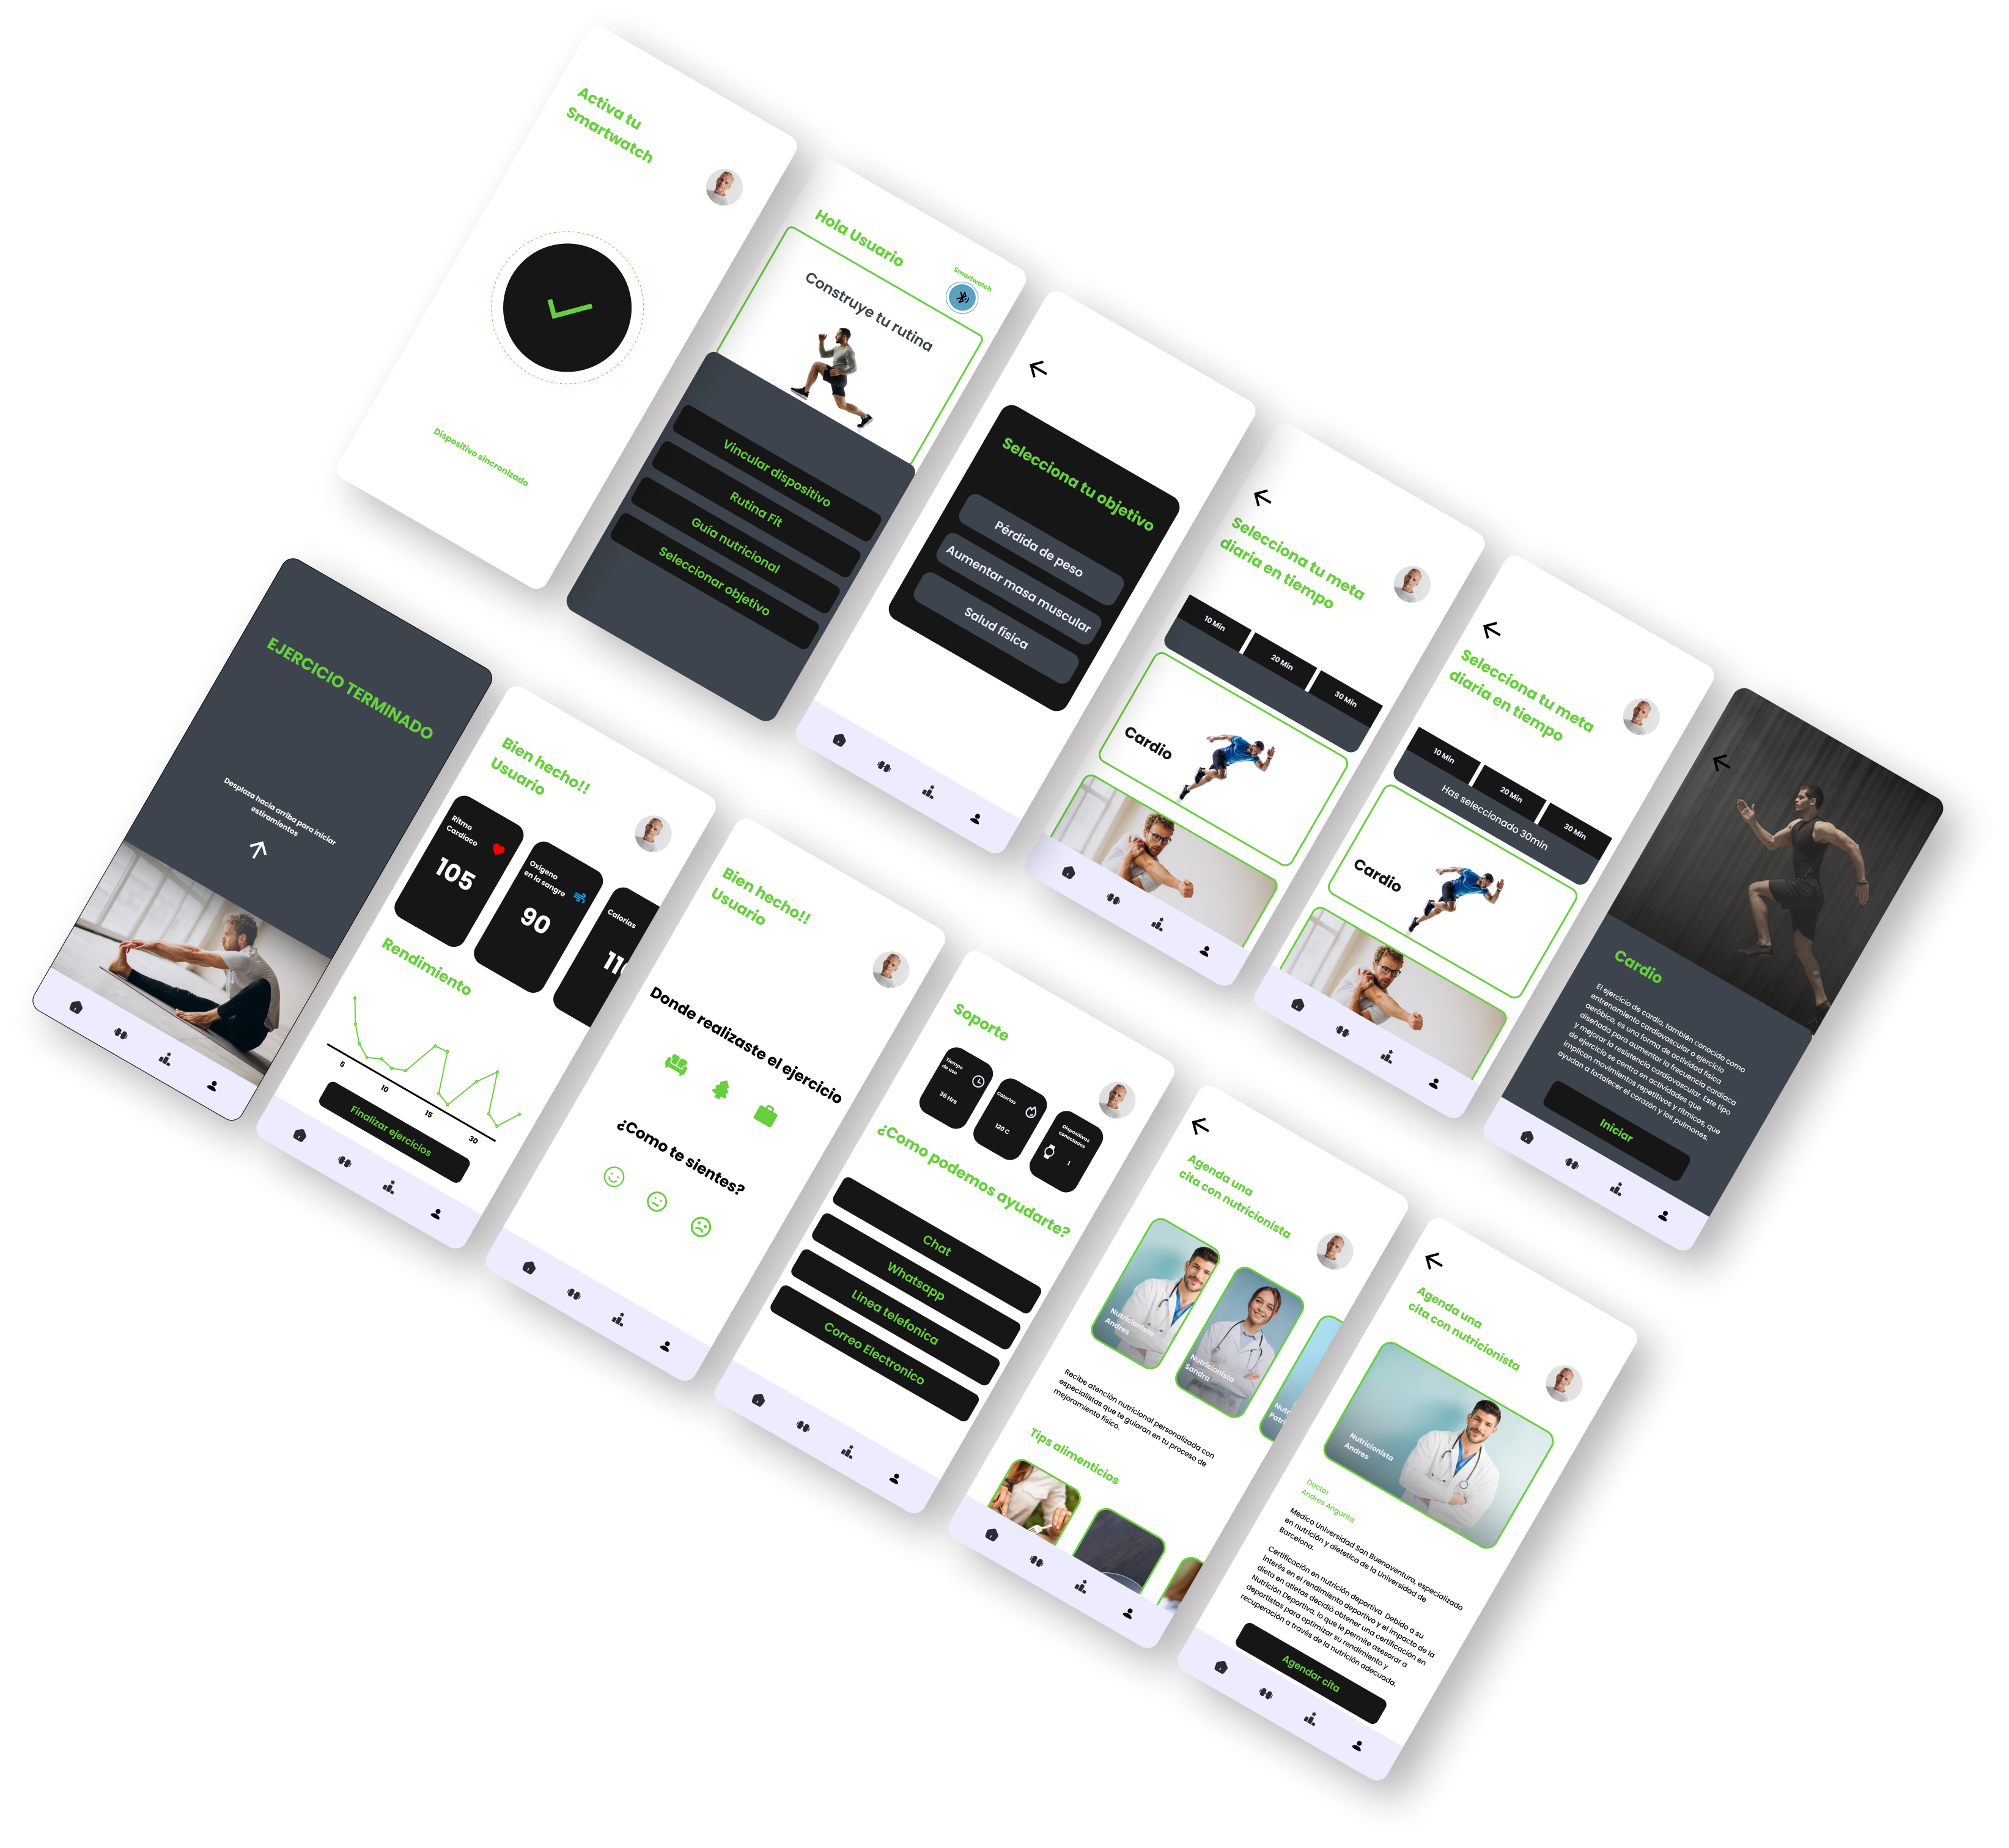 Activa tu
Smartwatch
Dispositivo sincronizado
Hola Usuario
Smartwatch
Construye tu rutina
Vincular dispositivo
Rutina Fit
Guía nutricional
Seleccionar objetivo
Selecciona tu objetivo
Pérdida de peso
Aumentar masa muscular
Salud física
Selecciona tu meta
diaria en tiempo
10 Min
20 Min
30 Min
Cardio
Selecciona tu meta
diaria en tiempo
10 Min
20 Min
30 Min
Has seleccionado 30min
Cardio
Cardio
El ejercicio de cardio, también conocido como
entrenamiento cardiovascular o ejercicio
aeróbico, es una forma de actividad física
diseñada para aumentar la frecuencia cardíaca
y mejorar la resistencia cardiovascular. Este tipo
de ejercicio se centra en actividades que
implican movimientos repetitivos y rítmicos, que
ayudan a fortalecer el corazón y los pulmones.
Iniciar
EJERCICIO TERMINADO
Desplaza hacia arriba para iniciar
estiramientos
Bien hecho!!
Usuario
Ritmo
Cardiaco
105
Oxigeno
en la sangre
90
Calorias
110
Rendimiento
5
10
15
30
Finalizar ejercicios
Bien hecho!!
Usuario
Donde realizaste el ejercicio
¿Como te sientes?
Soporte
Tiempo
de uso
36 Hrs
Calorias
120 C
Dispositivos
conectados
1
¿Como podemos ayudarte?
Chat
Whatsapp
Linea telefonica
Correo Electronico
Agenda una
cita con nutricionista
Nutricionista
Andres
Nutricionista
Sandra
Nutr
Patri
Recibe atención nutricional personalizada con
especialistas que te guiaran en tu proceso de
mejoramiento físico.
Tips alimenticios
Agenda una
cita con nutricionista
Nutricionista
Andres
Doctor
Andres Angarita
Medico Universidad San Buenaventura, especializado
en nutrición y dietetica de la Universidad de
Barcelona.
Certificación en nutrición deportiva Debido a su
interés en el rendimiento deportivo y el impacto de la
dieta en atletas decidió obtener una certificación en
Nutrición Deportiva, lo que le permite asesorar a
deportistas para optimizar su rendimiento y
recuperación a través de la nutrición adecuada.
Agendar cita